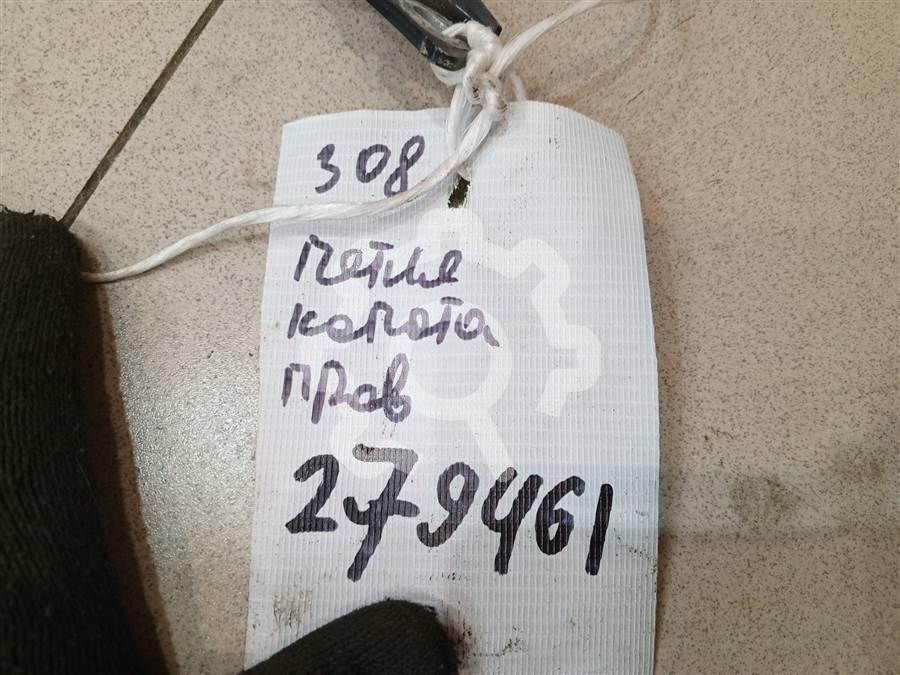 308
петля
капота
прав
279461